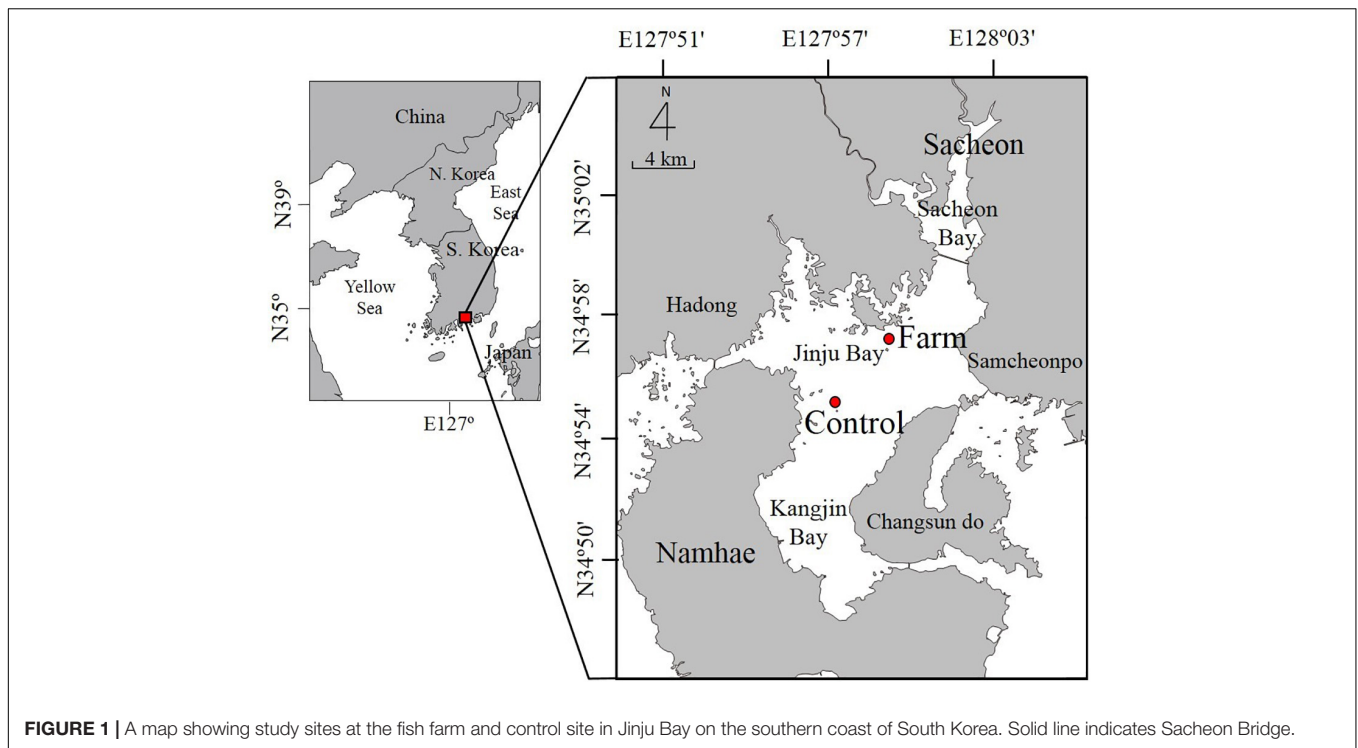 E127º51'
E127º57'
E128º03'
China
N. Korea
East
Sea
S. Korea
Yellow
Sea
Japan
N39º
N35º
E127º
N
4 km
N35º02'
N34º58'
N34º54'
N34º50'
Sacheon
Sacheon
Bay
Hadong
Farm
Jinju Bay
Samcheonpo
Control
Kangjin
Bay
Changsun do
Namhae
FIGURE 1 | A map showing study sites at the fish farm and control site in Jinju Bay on the southern coast of South Korea. Solid line indicates Sacheon Bridge.